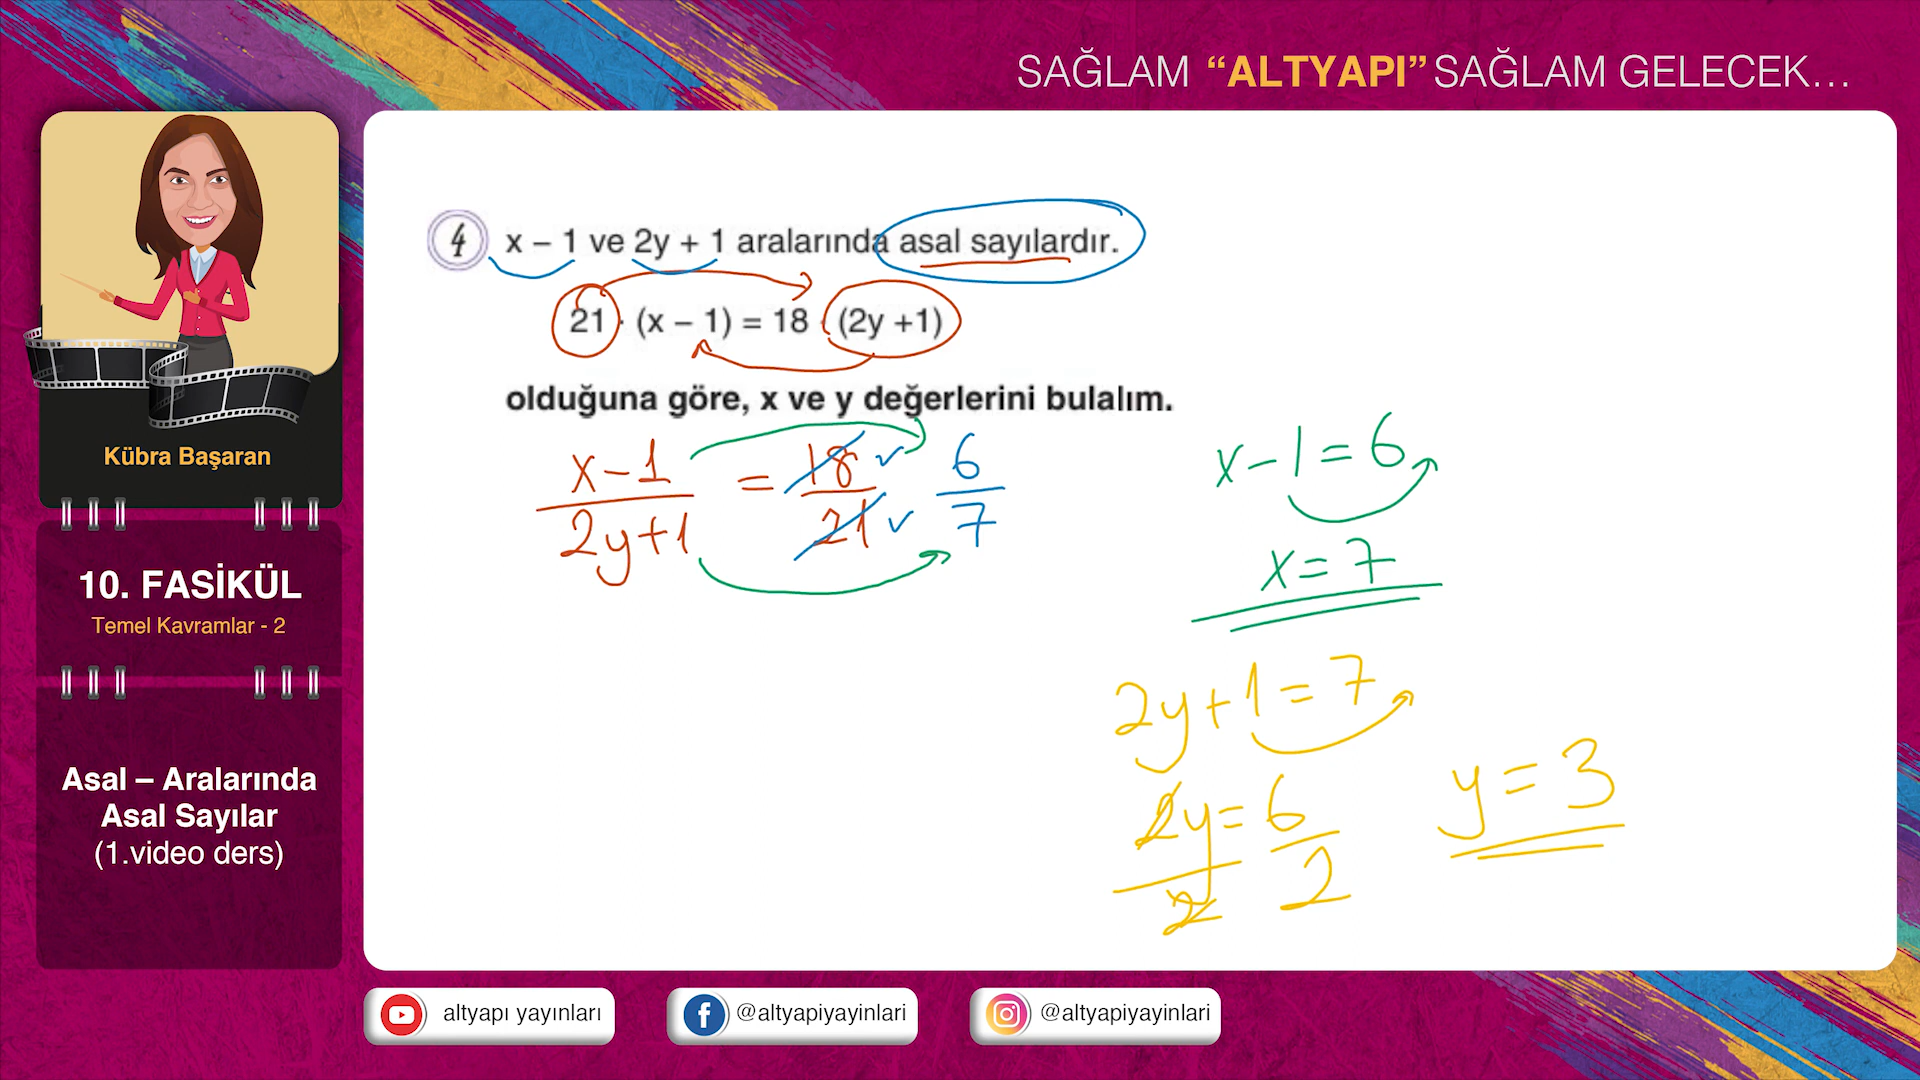 SAĞLAM “ALTYAPI” SAĞLAM GELECEK...
Kübra Başaran
10. FASİKÜL
Temel Kavramlar - 2
Asal – Aralarında
Asal Sayılar
(1.video ders)
4 x – 1 ve 2y + 1 aralarında asal sayılardır.
21 · (x – 1) = 18 · (2y +1)
olduğuna göre, x ve y değerlerini bulalım.
x-1 = 18 6
2y+1 21 7
x-1=6
x=7
2y+1=7
2y=6
2 2
y=3
altyapı yayınları
@altyapiyayinlari
@altyapiyayinlari